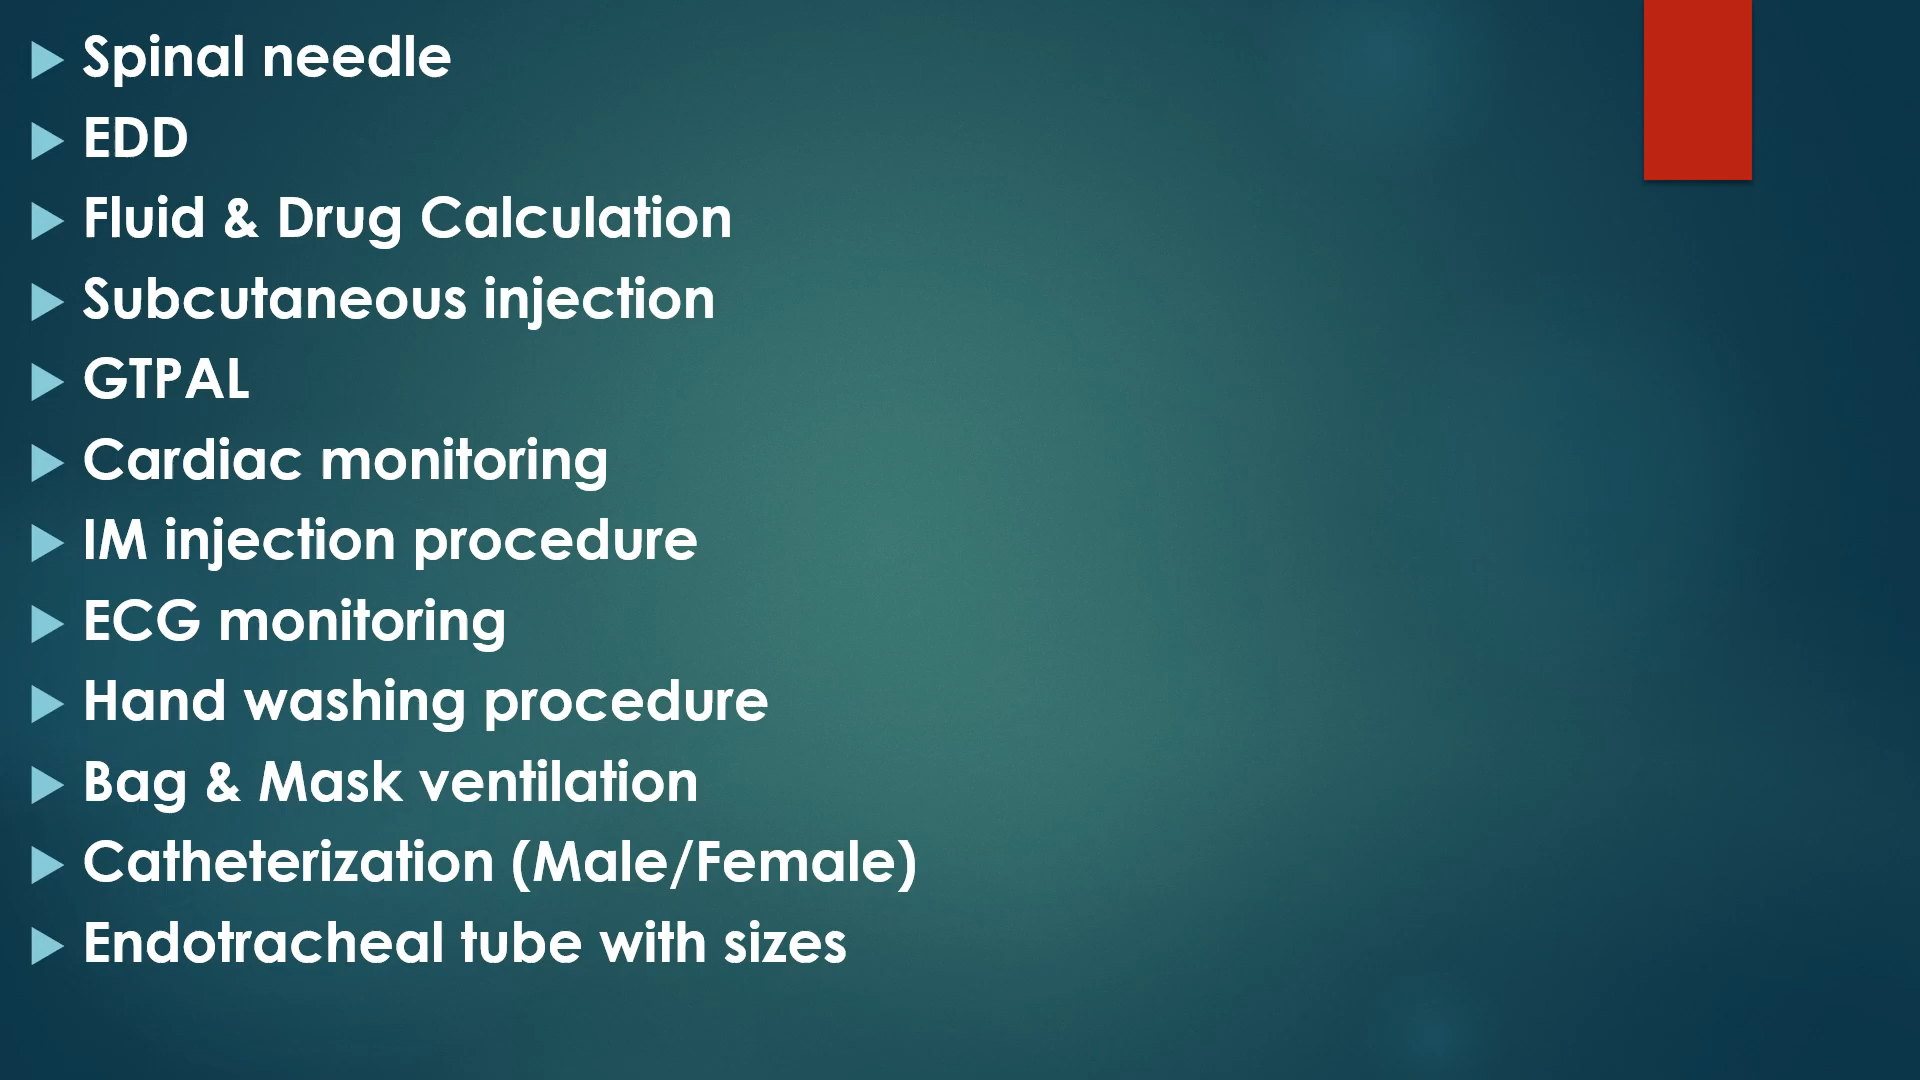 Spinal needle
EDD
Fluid & Drug Calculation
Subcutaneous injection
GTPAL
Cardiac monitoring
IM injection procedure
ECG monitoring
Hand washing procedure
Bag & Mask ventilation
Catheterization (Male/Female)
Endotracheal tube with sizes